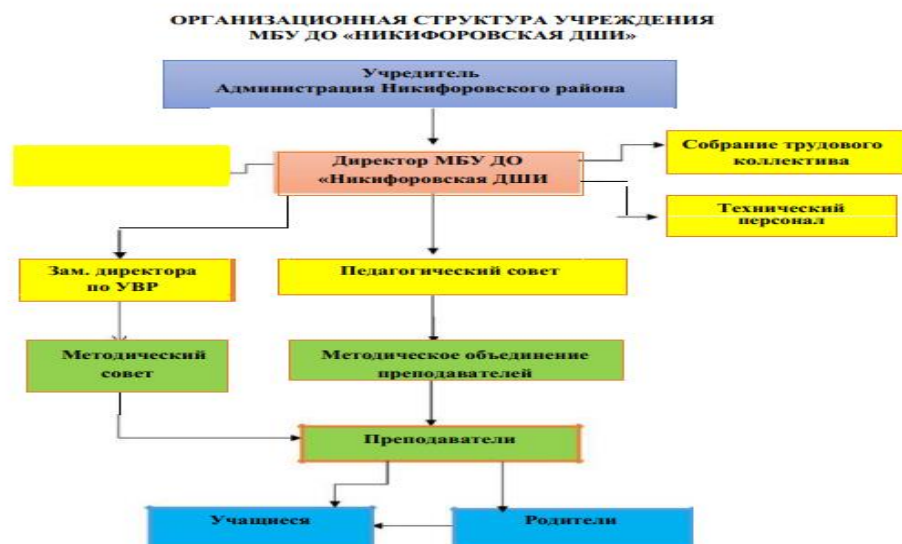 ОРГАНИЗАЦИОННАЯ СТРУКТУРА УЧРЕЖДЕНИЯ
МБУ ДО «НИКИФОРОВСКАЯ ДШИ»
Учредитель
Администрация Никифоровского района
Директор МБУ ДО
«Никифоровская ДШИ
Собрание трудового
коллектива
Технический
персонал
Зам. директора
по УВР
Педагогический совет
Методический
совет
Методическое объединение
преподавателей
Преподаватели
Учащиеся
Родители